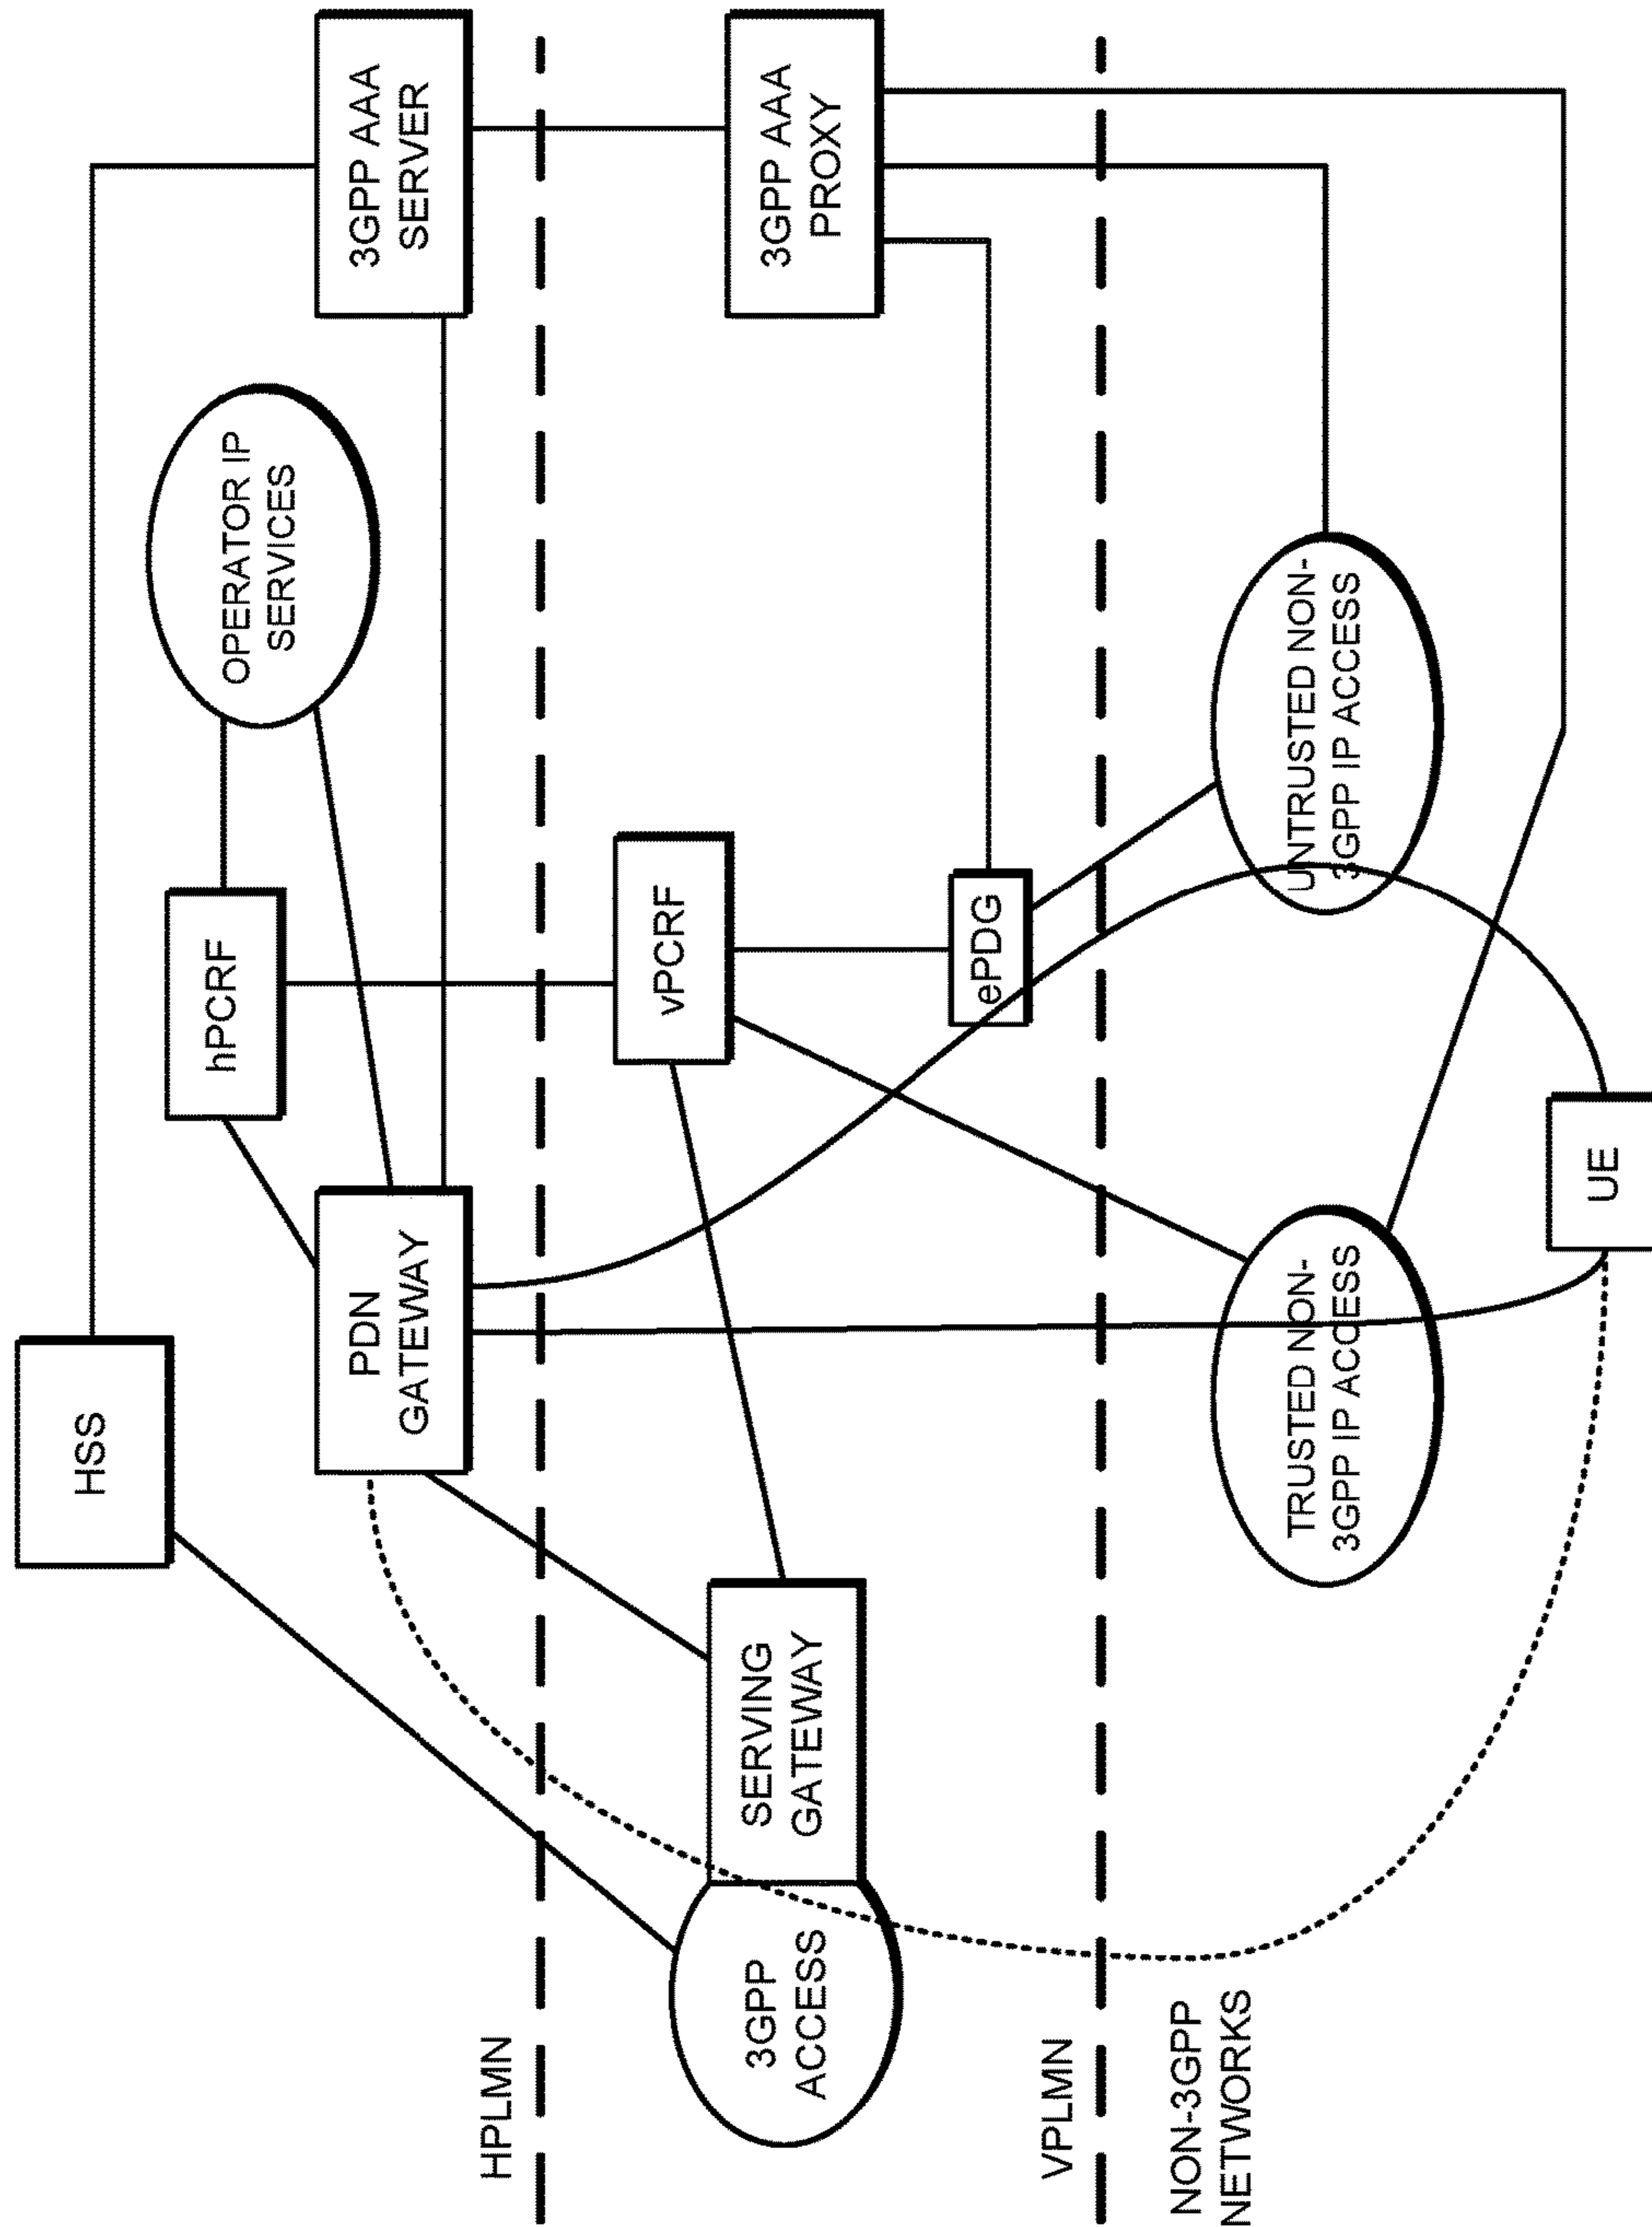 HSS
hPCRF
OPERATOR IP
SERVICES
PDN
GATEWAY
3GPP AAA
SERVER
HPLMN
3GPP
ACCESS
SERVING
GATEWAY
vPCRF
3GPP AAA
PROXY
ePDG
VPLMN
NON-3GPP
NETWORKS
TRUSTED NON-
3GPP IP ACCESS
UNTRUSTED NON-
3GPP IP ACCESS
UE